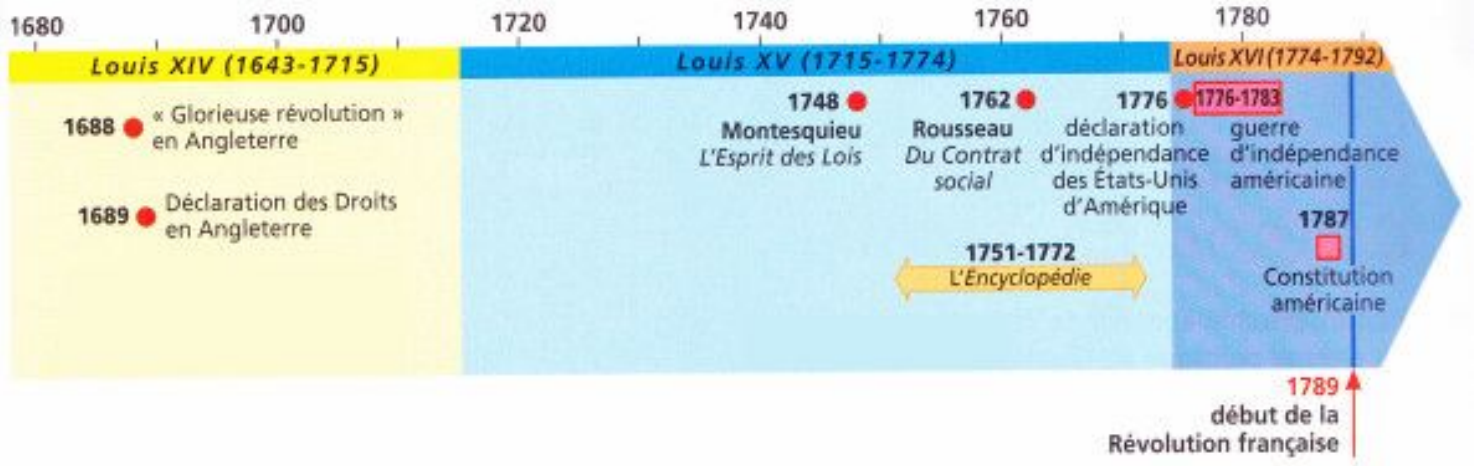 1680 1700 1720 1740 1760 1780
Louis XIV (1643-1715)
Louis XV (1715-1774)
Louis XVI (1774-1792)
1688
« Glorieuse révolution »
en Angleterre
1689
Déclaration des Droits
en Angleterre
1748
Montesquieu
L'Esprit des Lois
1762
Rousseau
Du Contrat
social
1776
déclaration
d'indépendance
des États-Unis
d'Amérique
1776-1783
guerre
d'indépendance
américaine
1751-1772
L'Encyclopédie
1787
Constitution
américaine
1789
début de la
Révolution française